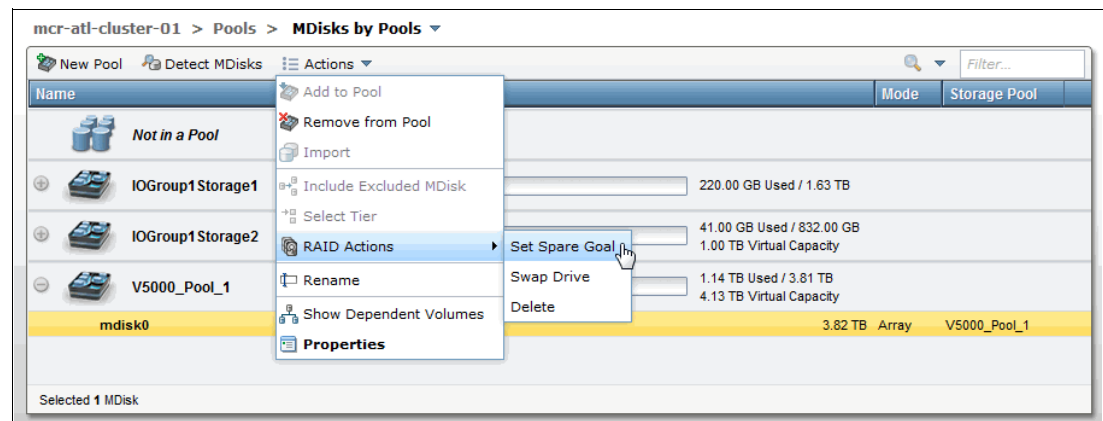 mcr-atl-cluster-01 > Pools > MDisks by Pools
New Pool Detect MDisks Actions Filter...
Name Mode Storage Pool
Not in a Pool
IOGroup1Storage1 220.00 GB Used / 1.63 TB
IOGroup1Storage2 41.00 GB Used / 832.00 GB
1.00 TB Virtual Capacity
V5000_Pool_1 1.14 TB Used / 3.81 TB
4.13 TB Virtual Capacity
mdisk0 3.82 TB Array V5000_Pool_1
Add to Pool
Remove from Pool
Import
Include Excluded MDisk
Select Tier
RAID Actions
Rename
Show Dependent Volumes
Properties
Set Spare Goal
Swap Drive
Delete
Selected 1 MDisk